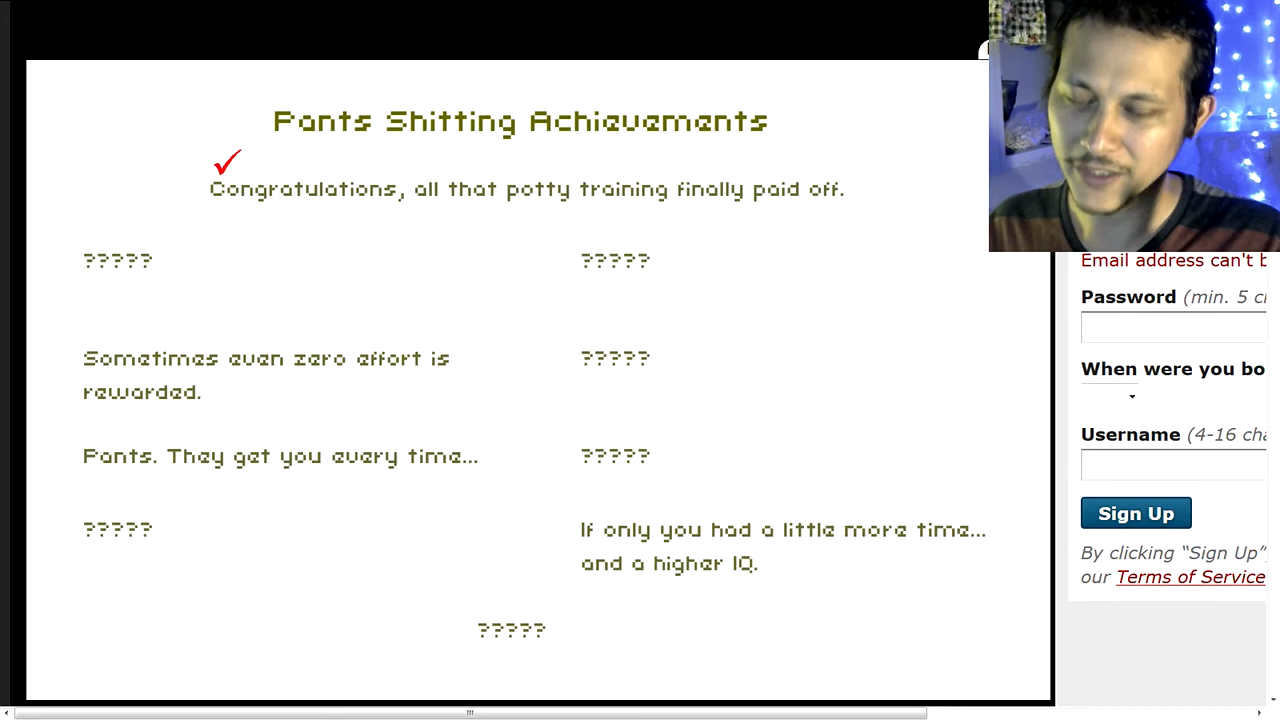 Pants Shitting Achievements
Congratulations, all that potty training finally paid off.
?????
?????
Sometimes even zero effort is
rewarded.
?????
Pants. They get you every time...
?????
?????
If only you had a little more time...
and a higher IQ.
?????
Email address can't b
Password (min. 5 ch
When were you bo
Username (4-16 cha
Sign Up
By clicking “Sign Up”,
our Terms of Service